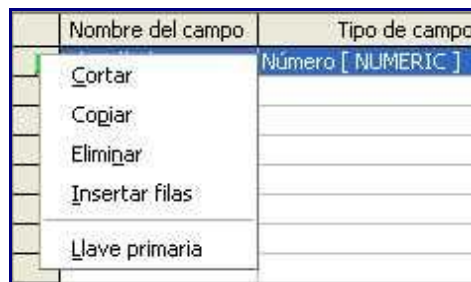 Nombre del campo Tipo de campo
Número [ NUMERIC ]
Cortar
Copiar
Eliminar
Insertar filas
Llave primaria